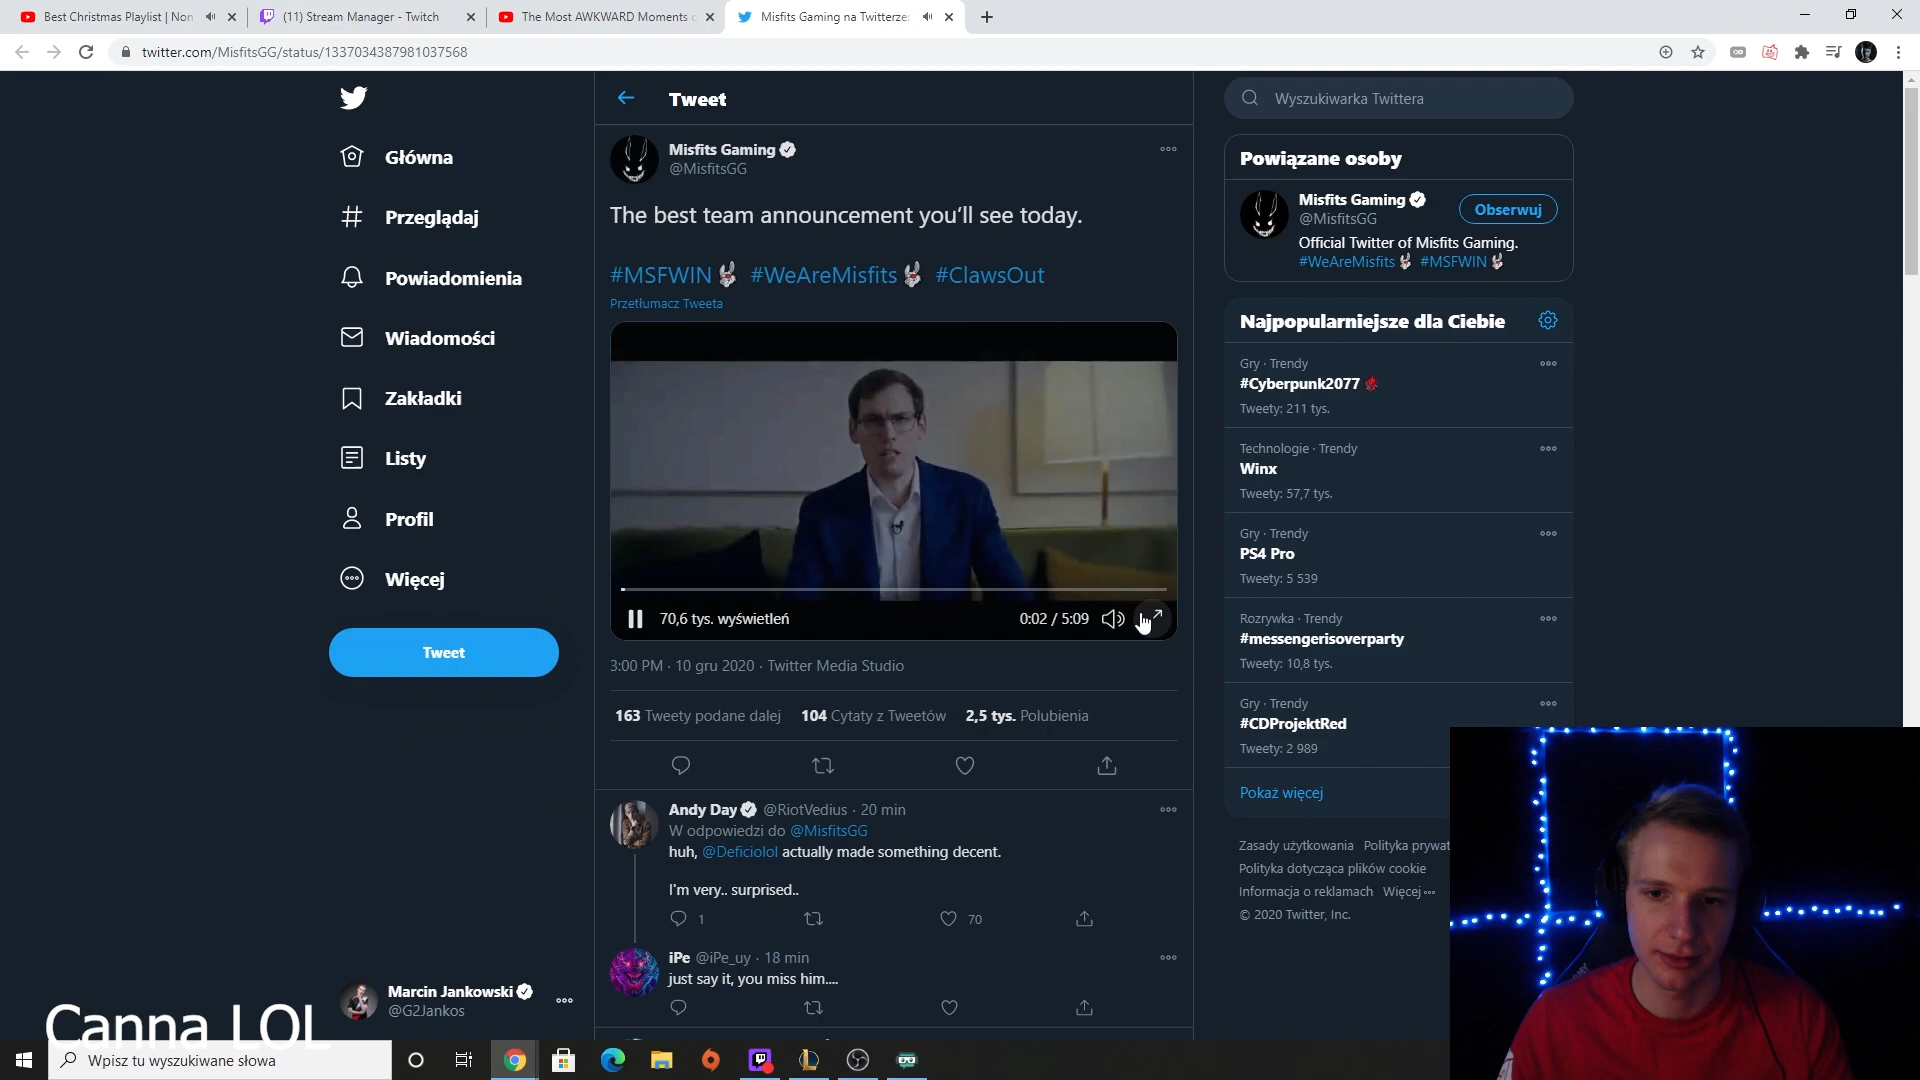 Best Christmas Playlist | Non
(11) Stream Manager - Twitch
The Most AWKWARD Moments o
Misfits Gaming na Twitterze:
twitter.com/MisfitsGG/status/1337034387981037568
Główna
Przeglądaj
Powiadomienia
Wiadomości
Zakładki
Listy
Profil
Więcej
Tweet
Marcin Jankowski
@G2Jankos
Tweet
Misfits Gaming
@MisfitsGG
The best team announcement you’ll see today.
#MSFWIN #WeAreMisfits #ClawsOut
Przetłumacz Tweeta
70,6 tys. wyświetleń
0:02 / 5:09
3:00 PM · 10 gru 2020 · Twitter Media Studio
163 Tweety podane dalej 104 Cytaty z Tweetów 2,5 tys. Polubienia
Andy Day @RiotVedius · 20 min
W odpowiedzi do @MisfitsGG
huh, @Deficiolol actually made something decent.
I'm very.. surprised..
1
70
iPe @iPe_uy · 18 min
just say it, you miss him....
Wyszukiwarka Twittera
Powiązane osoby
Misfits Gaming
@MisfitsGG
Obserwuj
Official Twitter of Misfits Gaming.
#WeAreMisfits #MSFWIN
Najpopularniejsze dla Ciebie
Gry · Trendy
#Cyberpunk2077
Tweety: 211 tys.
Technologie · Trendy
Winx
Tweety: 57,7 tys.
Gry · Trendy
PS4 Pro
Tweety: 5 539
Rozrywka · Trendy
#messengerisoverparty
Tweety: 10,8 tys.
Gry · Trendy
#CDProjektRed
Tweety: 2 989
Pokaż więcej
Zasady użytkowania Polityka prywat
Polityka dotycząca plików cookie
Informacja o reklamach Więcej
© 2020 Twitter, Inc.
Canna LOL
Wpisz tu wyszukiwane słowa